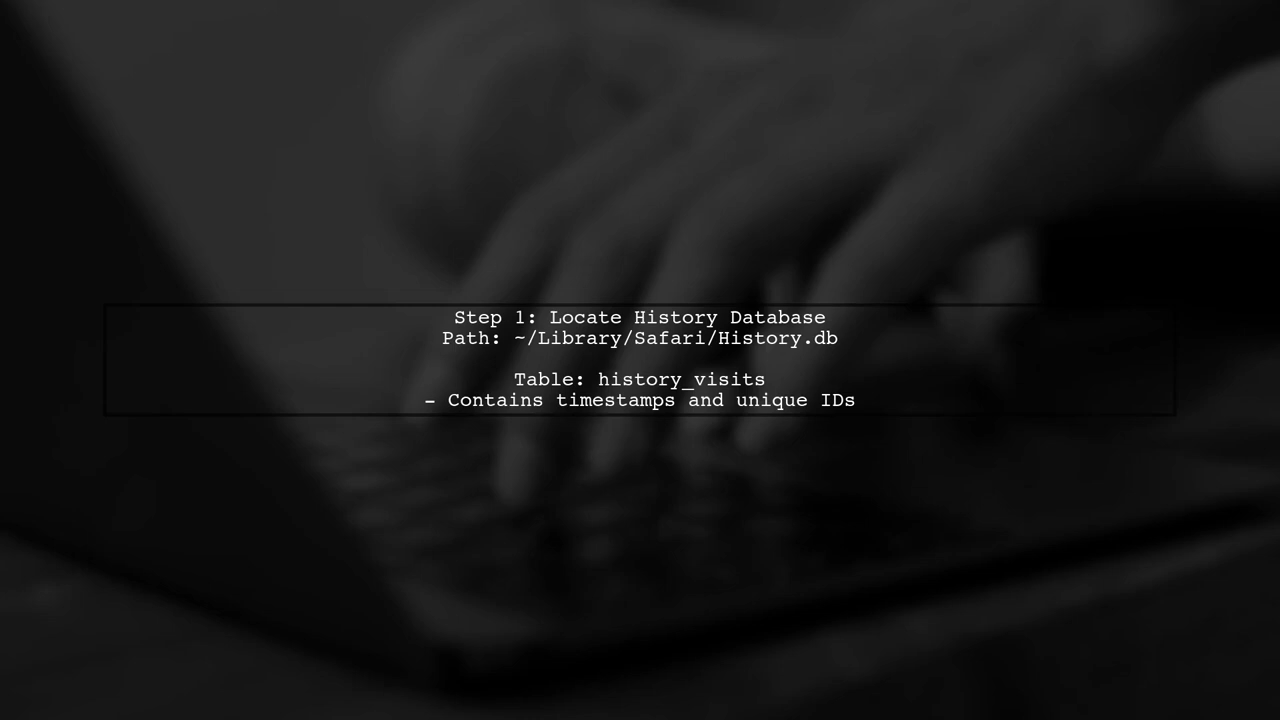 Step 1: Locate History Database
Path: ~/Library/Safari/History.db
Table: history_visits
- Contains timestamps and unique IDs